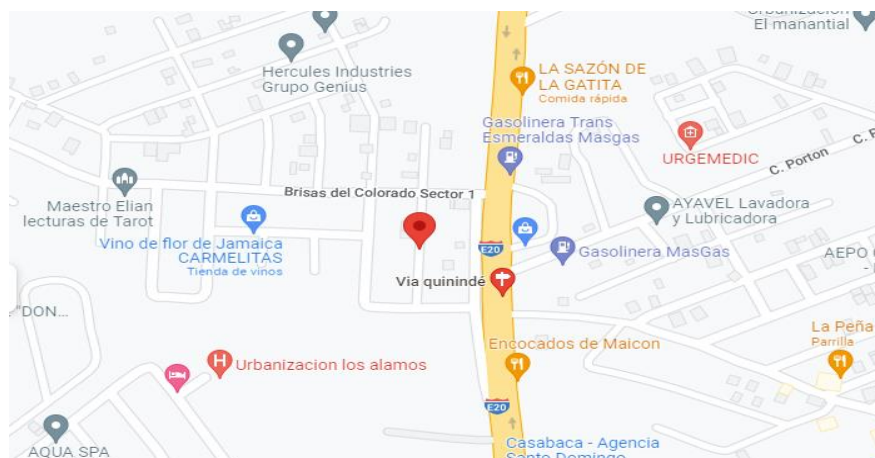 Urbanización
El manantial
Hercules Industries
Grupo Genius
LA SAZÓN DE
LA GATITA
Comida rápida
Gasolinera Trans
Esmeraldas Masgas
URGEMEDIC
C. Porton
Brisas del Colorado Sector 1
Maestro Elian
lecturas de Tarot
AYAVEL Lavadora
y Lubricadora
Vino de flor de Jamaica
CARMELITAS
Tienda de vinos
E20
Gasolinera MasGas
AEPO
Via quinindé
"DON...
La Peña
Parrilla
Encocados de Maicon
H
Urbanizacion los alamos
E20
AQUA SPA
Casabaca - Agencia
Santo Domingo